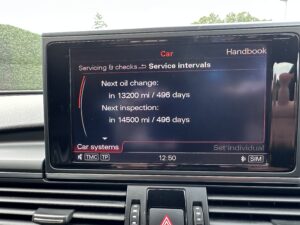 Car
Handbook
Servicing & checks Service intervals
Next oil change:
in 13200 mi / 496 days
Next inspection:
in 14500 mi / 496 days
Car systems
Set individual
TMC TP
12:50
SIM